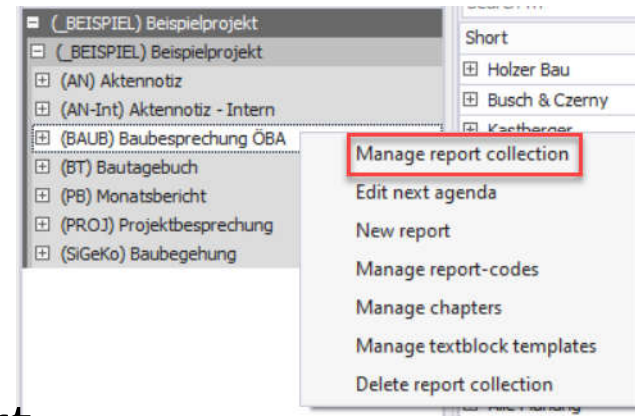 (_BEISPIEL) Beispielprojekt
(_BEISPIEL) Beispielprojekt
(AN) Aktennotiz
(AN-Int) Aktennotiz - Intern
(BAUB) Baubesprechung ÖBA
(BT) Bautagebuch
(PB) Monatsbericht
(PROJ) Projektbesprechung
(SiGeKo) Baubegehung
Short
Holzer Bau
Busch & Czerny
Kastberger
Manage report collection
Edit next agenda
New report
Manage report-codes
Manage chapters
Manage textblock templates
Delete report collection